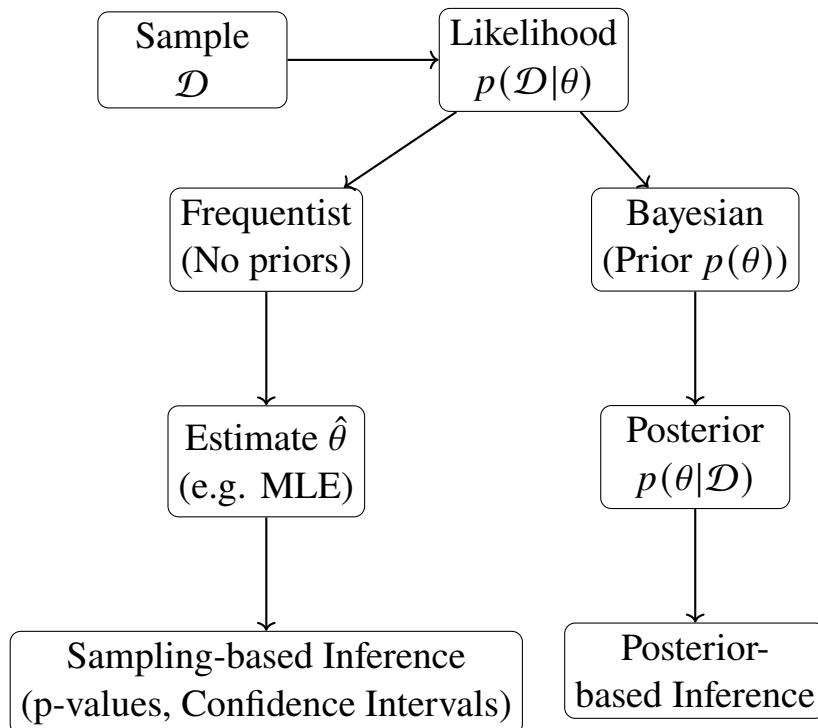 Sample
𝒟
Likelihood
p(𝒟|θ)
Frequentist
(No priors)
Bayesian
(Prior p(θ))
Estimate θ̂
(e.g. MLE)
Posterior
p(θ|𝒟)
Sampling-based Inference
(p-values, Confidence Intervals)
Posterior-
based Inference